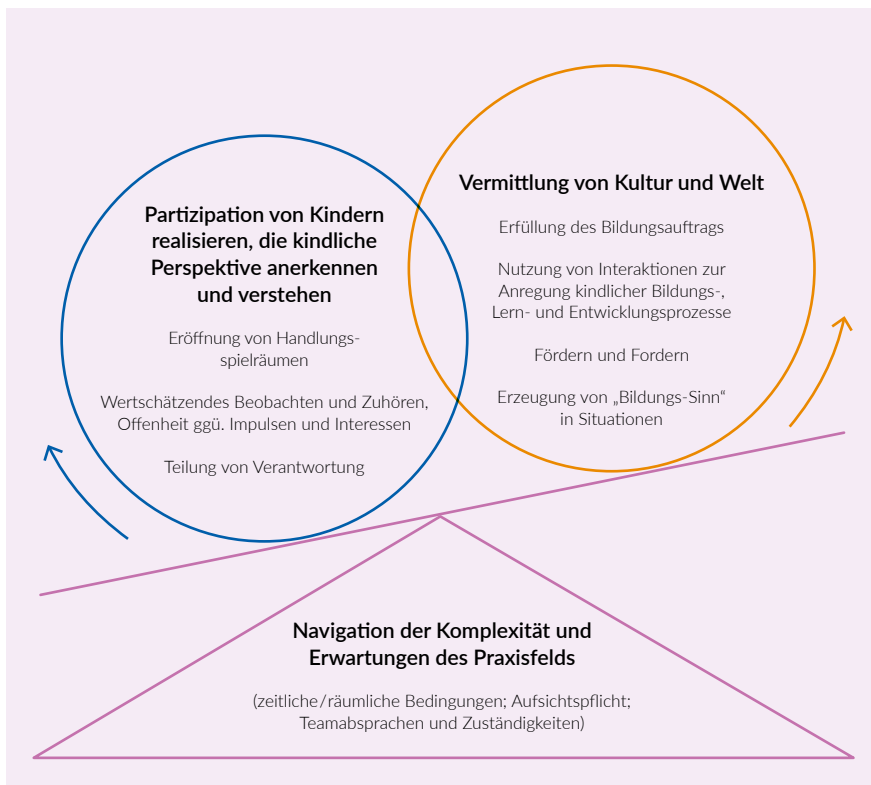 Partizipation von Kindern
realisieren, die kindliche
Perspektive anerkennen
und verstehen
Eröffnung von Handlungs-
spielräumen
Wertschätzendes Beobachten und Zuhören,
Offenheit ggü. Impulsen und Interessen
Teilung von Verantwortung
Vermittlung von Kultur und Welt
Erfüllung des Bildungsauftrags
Nutzung von Interaktionen zur
Anregung kindlicher Bildungs-,
Lern- und Entwicklungsprozesse
Fördern und Fordern
Erzeugung von „Bildungs-Sinn“
in Situationen
Navigation der Komplexität und
Erwartungen des Praxisfelds
(zeitliche/räumliche Bedingungen; Aufsichtspflicht;
Teamabsprachen und Zuständigkeiten)